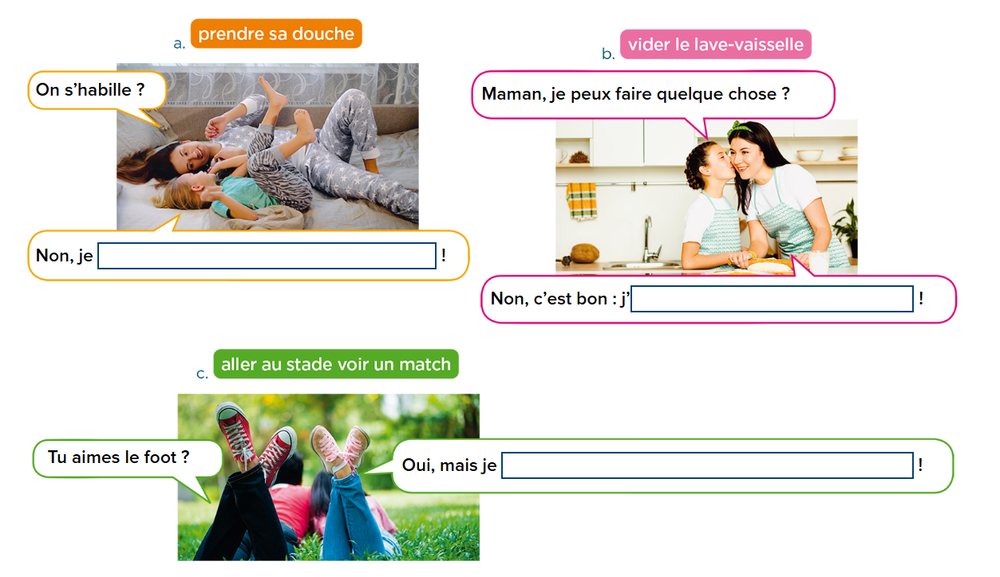 a. prendre sa douche
On s'habille ?
Non, je !
b. vider le lave-vaisselle
Maman, je peux faire quelque chose ?
Non, c'est bon : j' !
c. aller au stade voir un match
Tu aimes le foot ?
Oui, mais je !